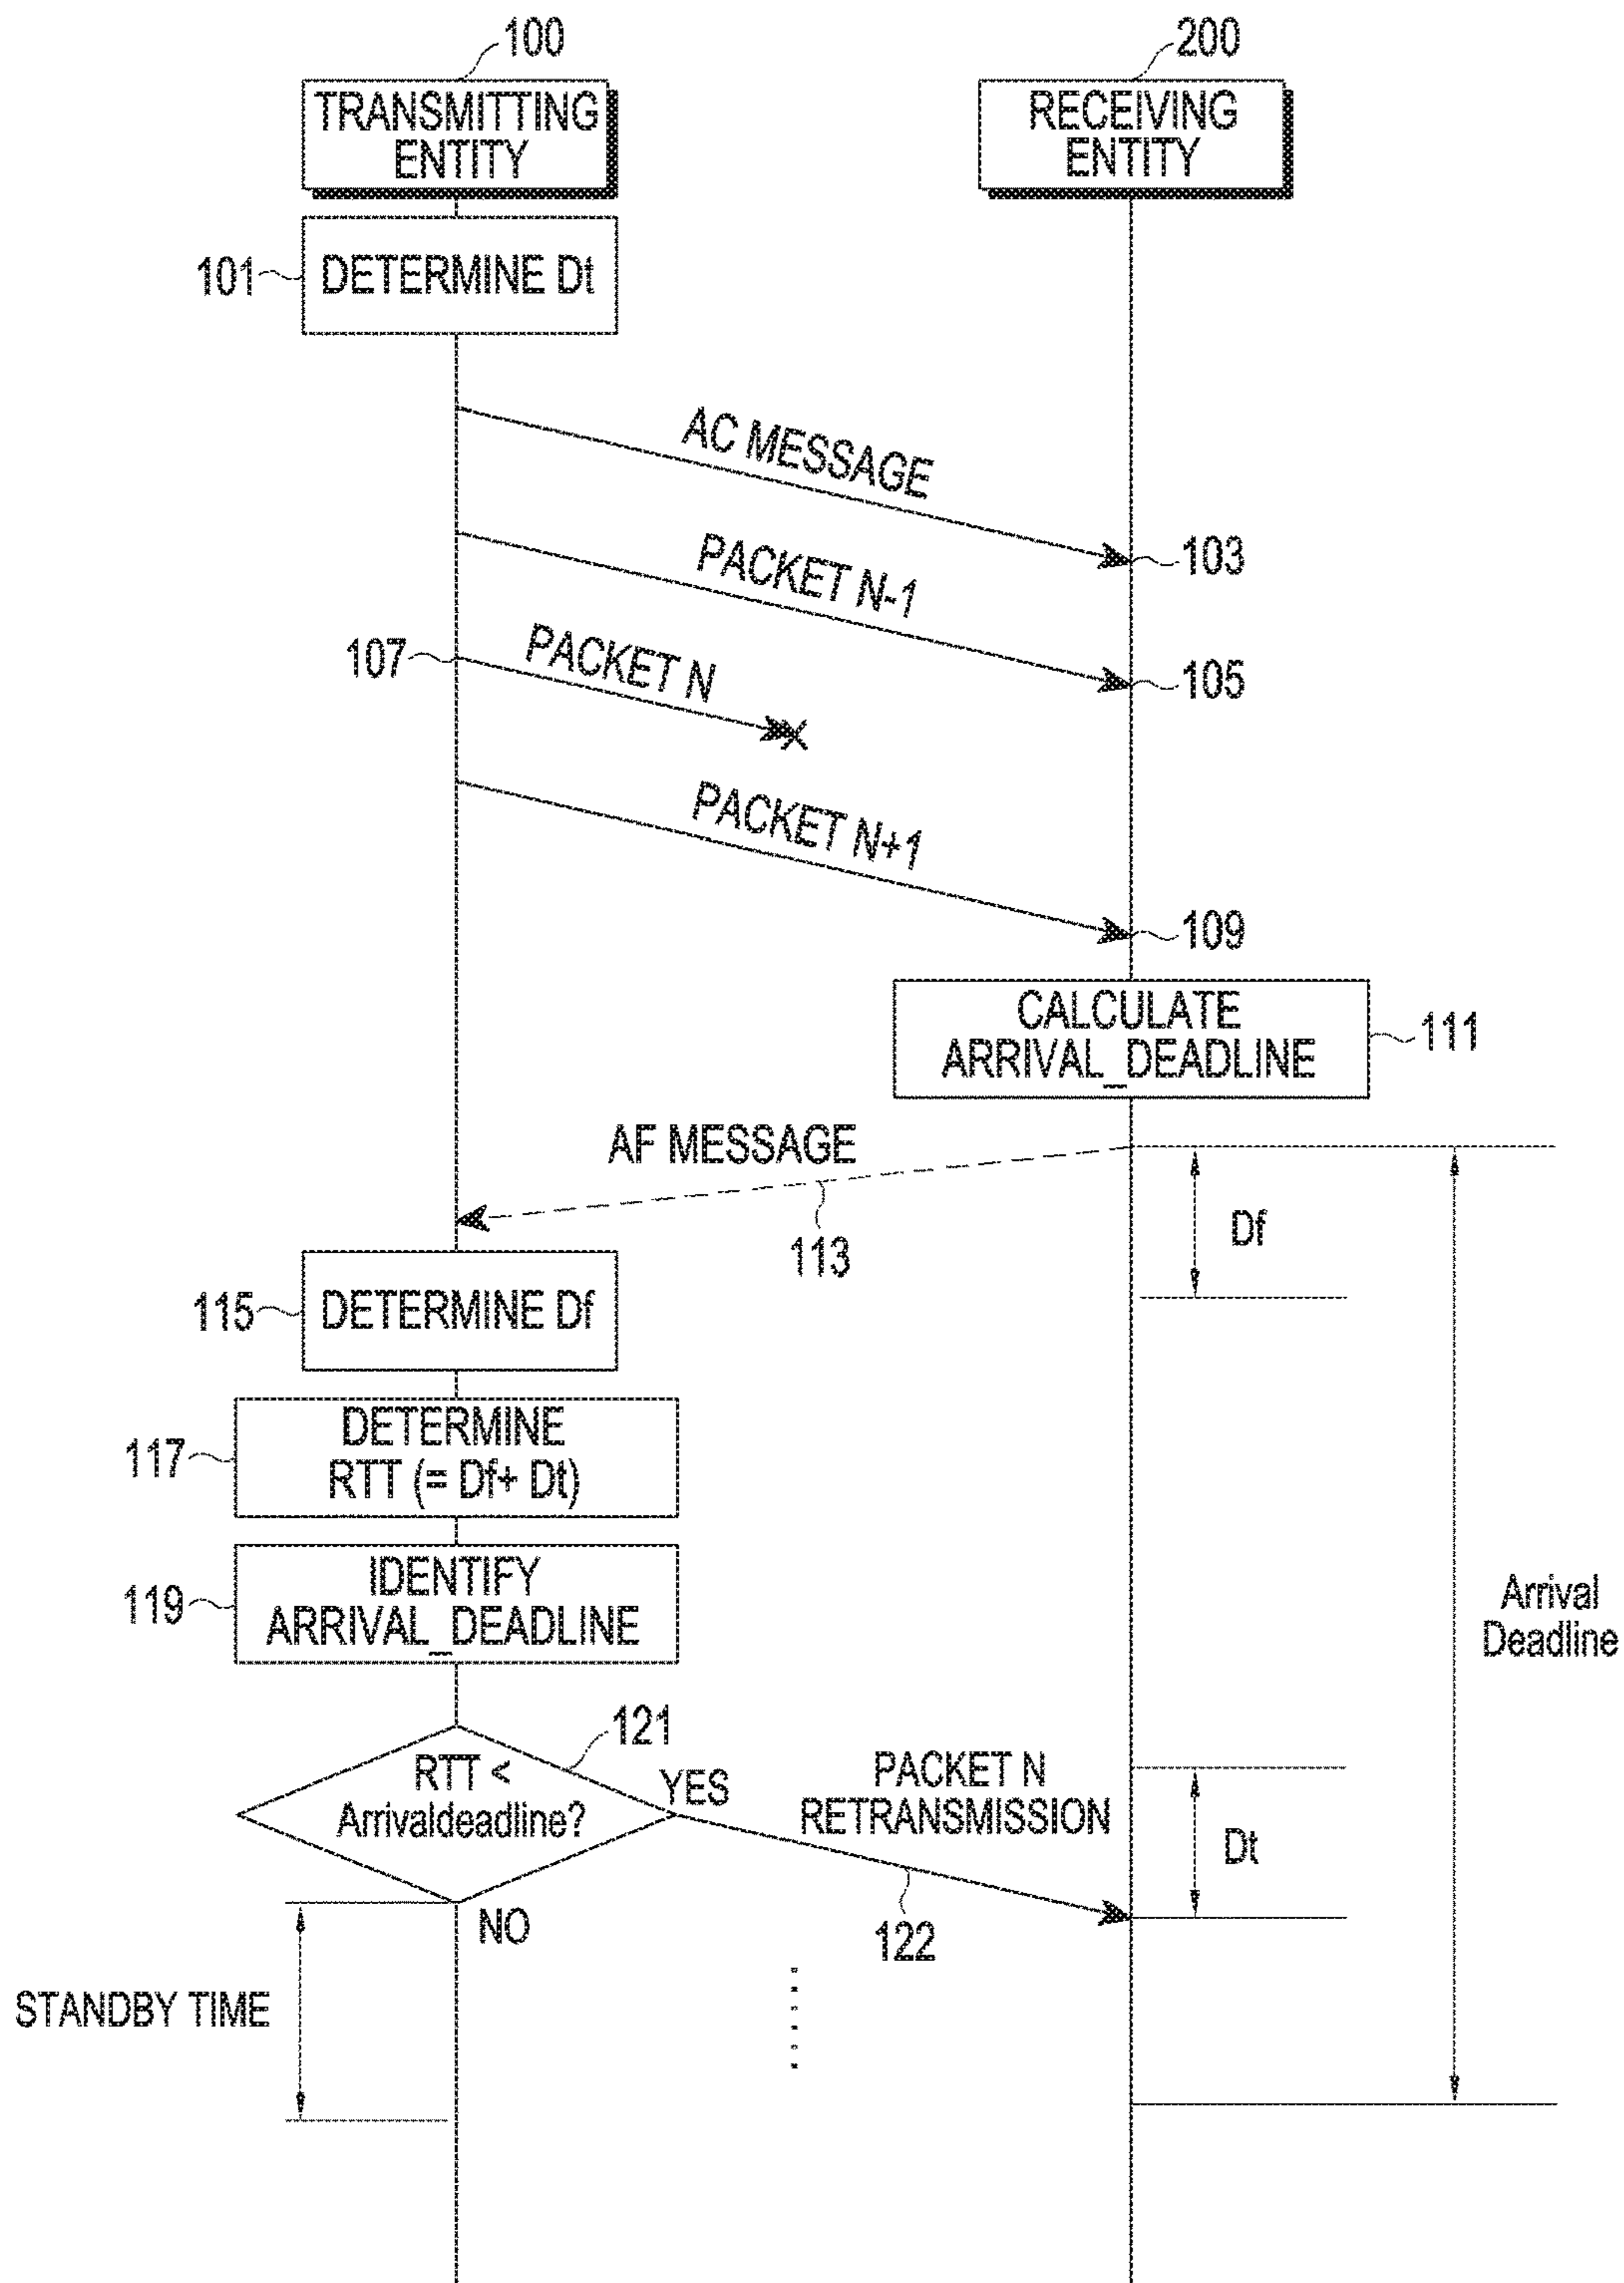 100
200
TRANSMITTING
ENTITY
RECEIVING
ENTITY
101
DETERMINE Dt
AC MESSAGE
103
PACKET N-1
105
107
PACKET N
PACKET N+1
109
CALCULATE
ARRIVAL_DEADLINE
111
AF MESSAGE
113
Df
115
DETERMINE Df
117
DETERMINE
RTT (= Df+ Dt)
119
IDENTIFY
ARRIVAL_DEADLINE
Arrival
Deadline
121
RTT <
Arrivaldeadline?
YES
PACKET N
RETRANSMISSION
Dt
122
NO
STANDBY TIME